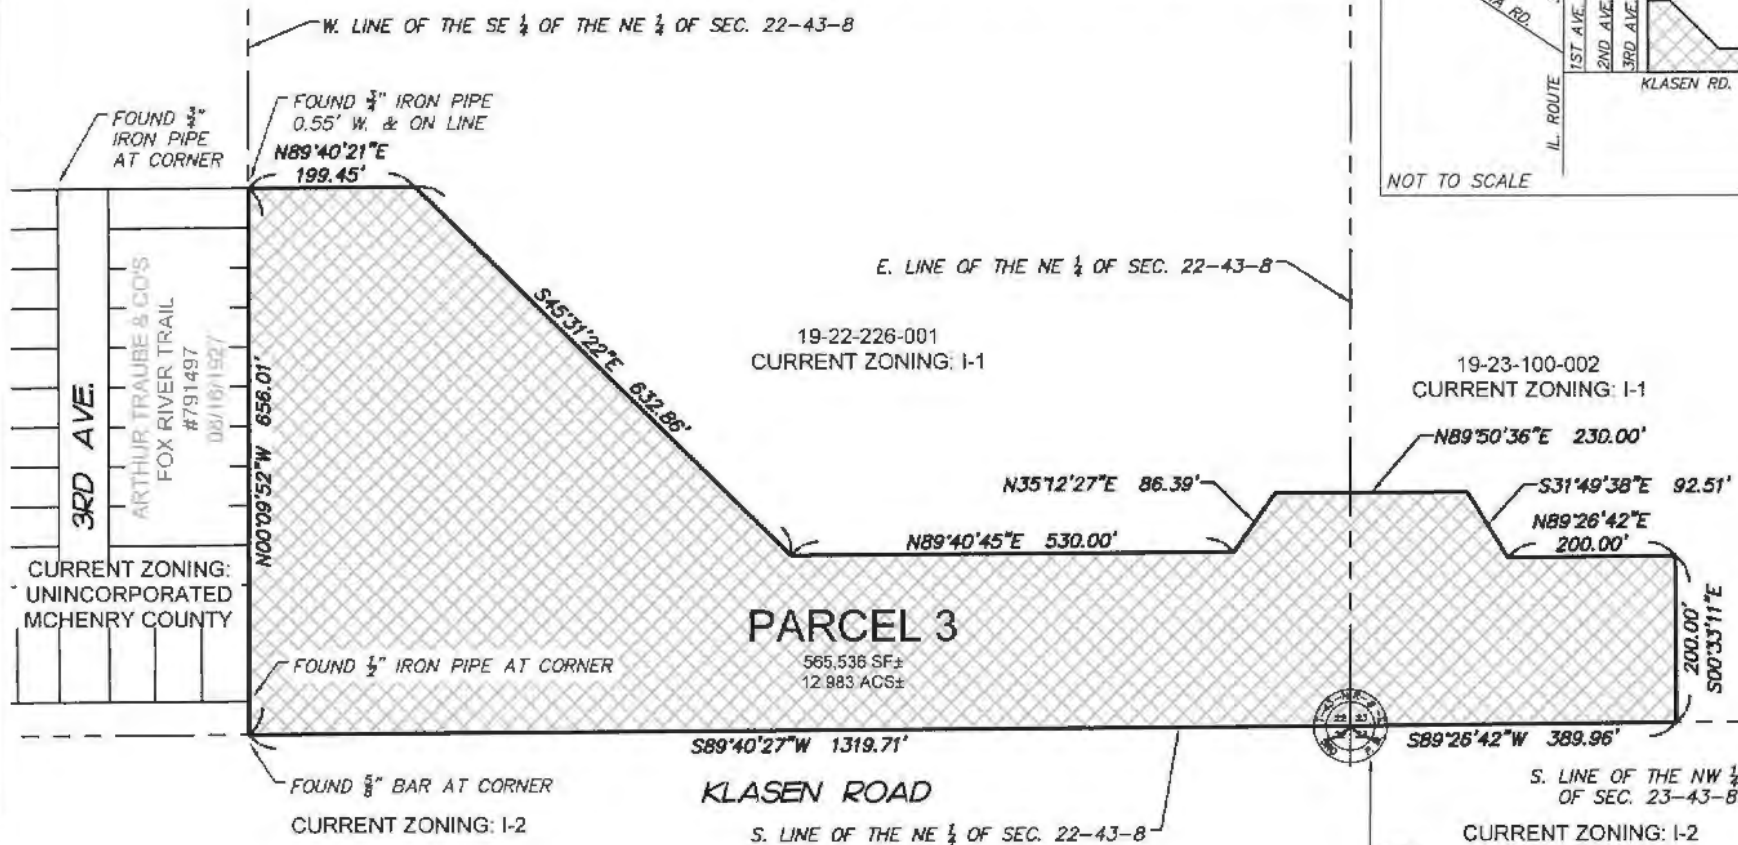 W. LINE OF THE SE ¼ OF THE NE ¼ OF SEC. 22-43-8
FOUND ¾"
IRON PIPE
AT CORNER
FOUND ¾" IRON PIPE
0.55' W. & ON LINE
N89°40'21"E
199.45'
RD.
1ST AVE.
2ND AVE.
3RD AVE.
KLASEN RD.
IL. ROUTE
NOT TO SCALE
E. LINE OF THE NE ¼ OF SEC. 22-43-8
3RD AVE.
ARTHUR TRAUBE & CO'S
FOX RIVER TRAIL
#791497
08/16/1927
N00°09'52"W 656.01'
S45°31'22"E 632.86'
19-22-226-001
CURRENT ZONING: I-1
19-23-100-002
CURRENT ZONING: I-1
N89°50'36"E 230.00'
N35°12'27"E 86.39'
S31°49'38"E 92.51'
N89°26'42"E
200.00'
N89°40'45"E 530.00'
CURRENT ZONING:
UNINCORPORATED
MCHENRY COUNTY
PARCEL 3
565,536 SF±
12.983 ACS±
200.00'
S00°33'11"E
FOUND ½" IRON PIPE AT CORNER
S89°40'27"W 1319.71'
S89°26'42"W 389.96'
FOUND ⅝" BAR AT CORNER
CURRENT ZONING: I-2
KLASEN ROAD
S. LINE OF THE NE ¼ OF SEC. 22-43-8
S. LINE OF THE NW ¼
OF SEC. 23-43-8
CURRENT ZONING: I-2